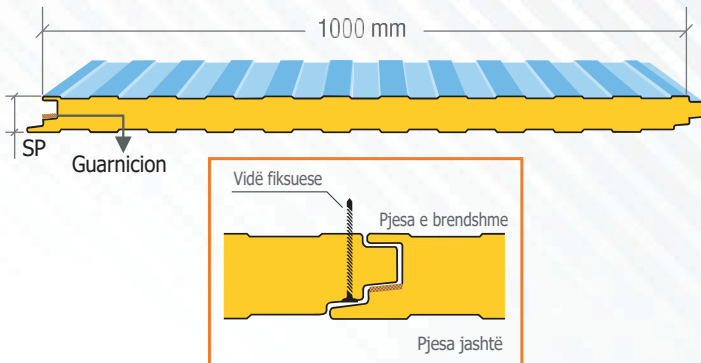 1000 mm
SP
Guarnicion
Vidë fiksuese
Pjesa e brendshme
Pjesa jashtë